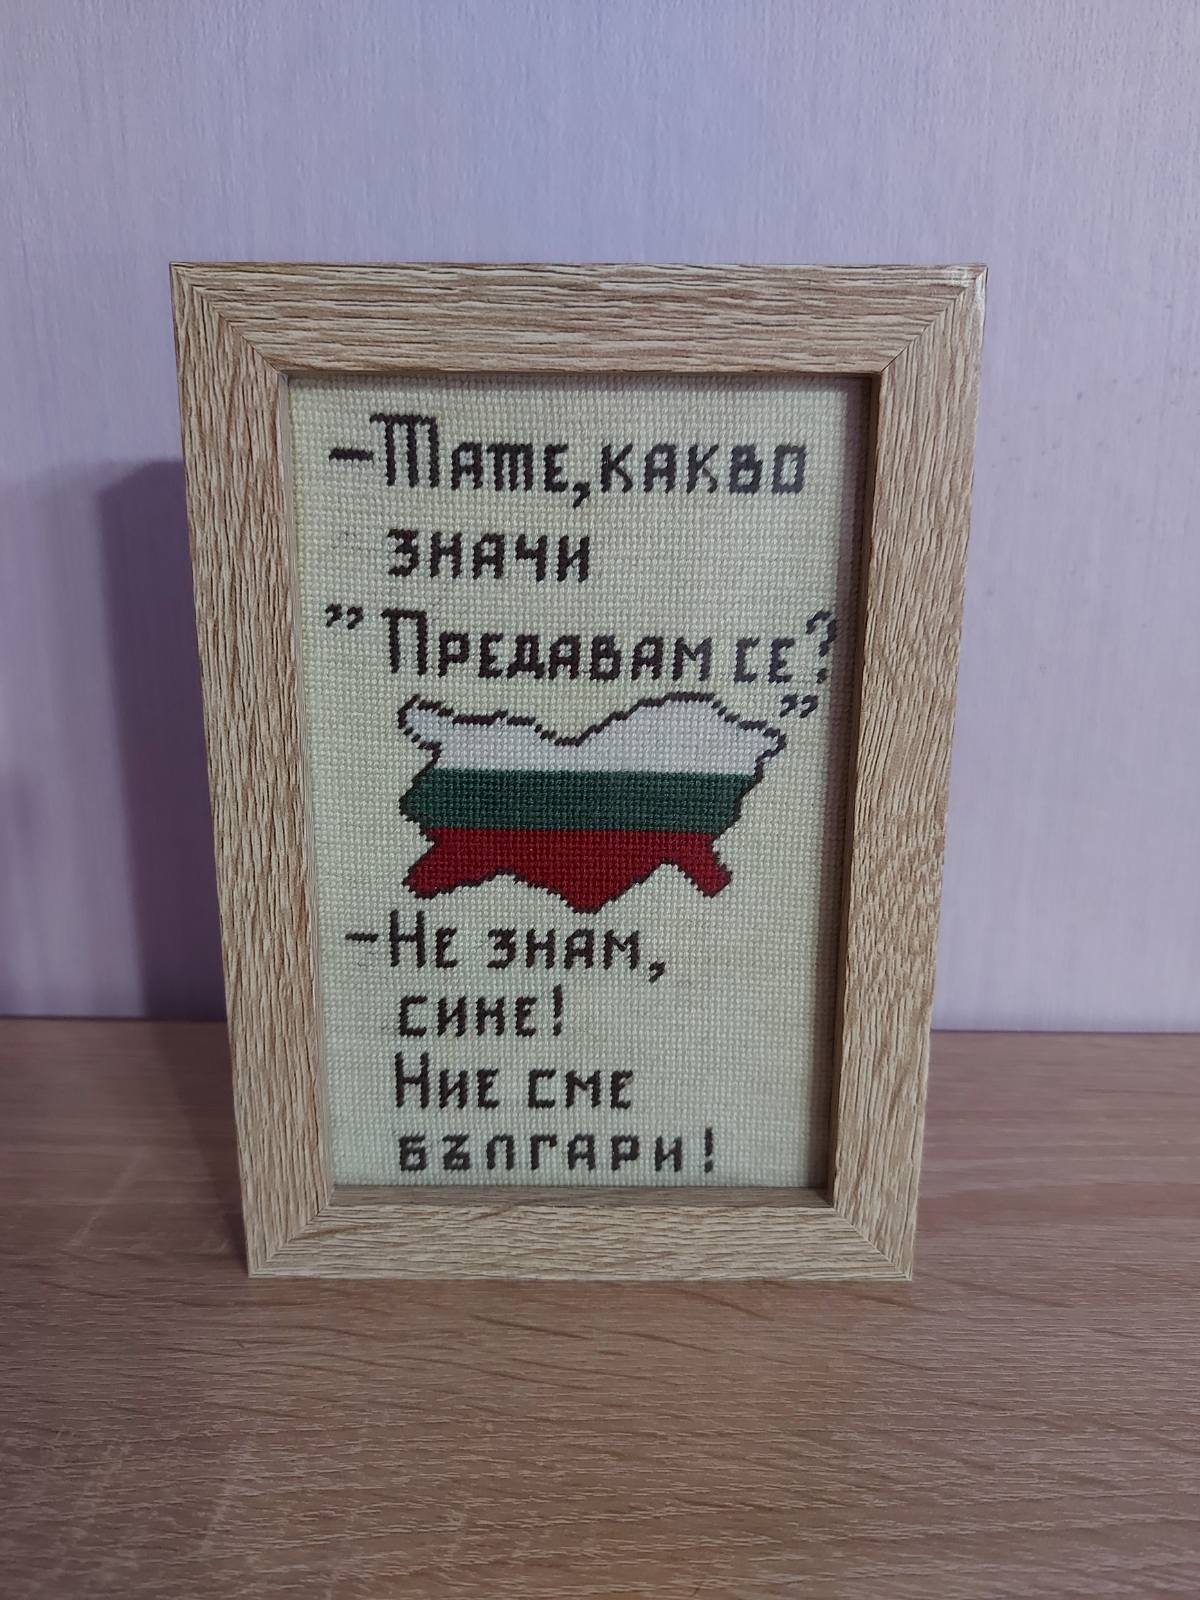 -Тате, какво
значи
"Предавам се?"
-Не знам,
сине!
Ние сме
българи!